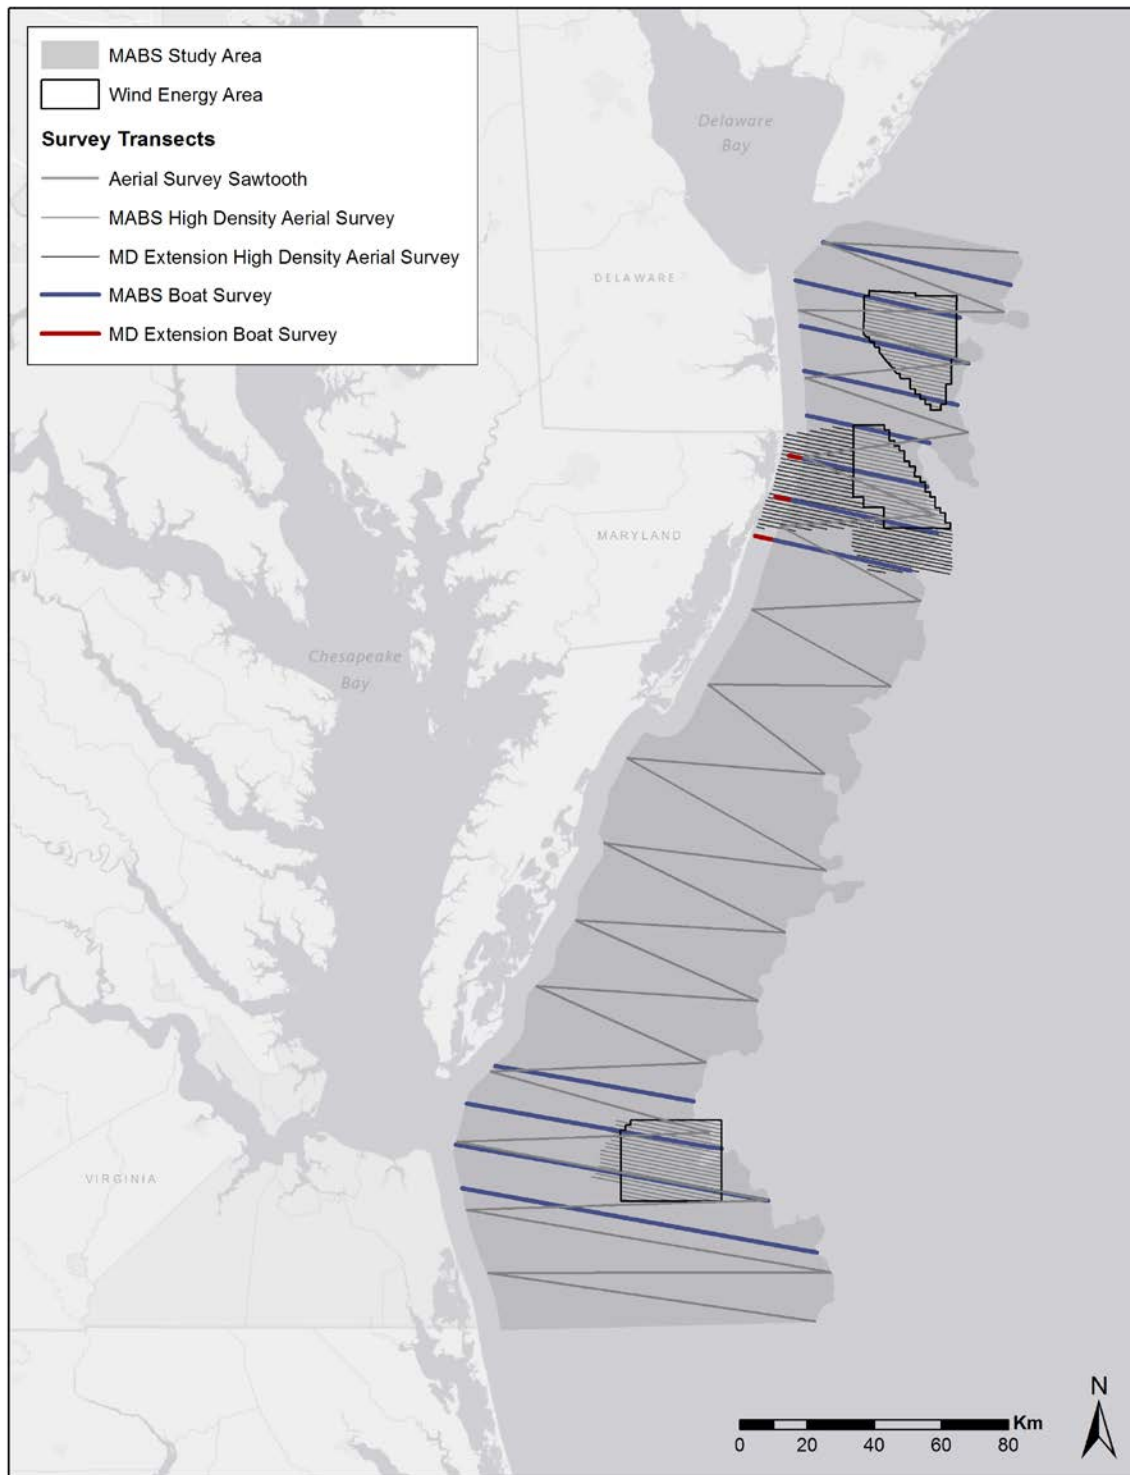 MABS Study Area
Wind Energy Area
Survey Transects
Aerial Survey Sawtooth
MABS High Density Aerial Survey
MD Extension High Density Aerial Survey
MABS Boat Survey
MD Extension Boat Survey
Delaware
Bay
DELAWARE
MARYLAND
Chesapeake
Bay
VIRGINIA
N
Km
0 20 40 60 80